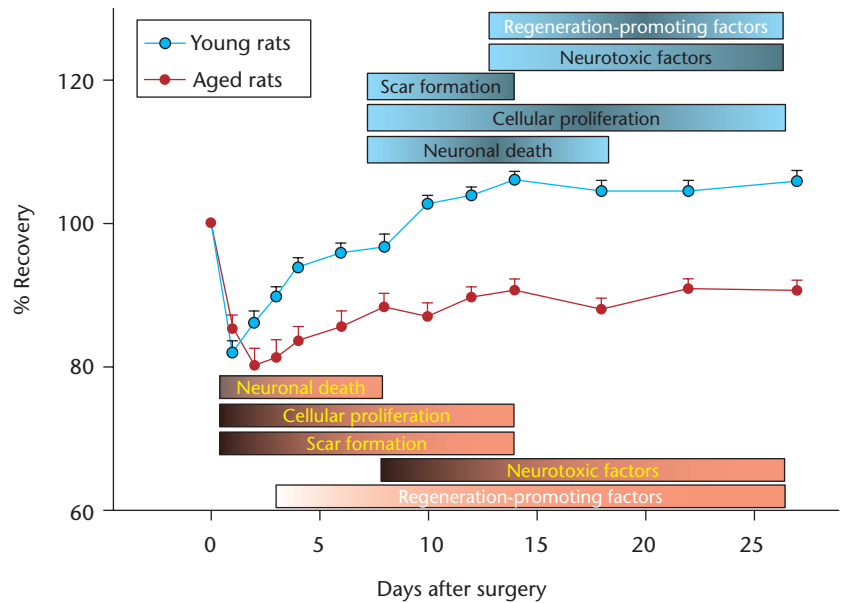 Regeneration-promoting factors
Young rats
Neurotoxic factors
Aged rats
120
Scar formation
Cellular proliferation
Neuronal death
100
% Recovery
80
Neuronal death
Cellular proliferation
Scar formation
Neurotoxic factors
Regeneration-promoting factors
60
0 5 10 15 20 25
Days after surgery